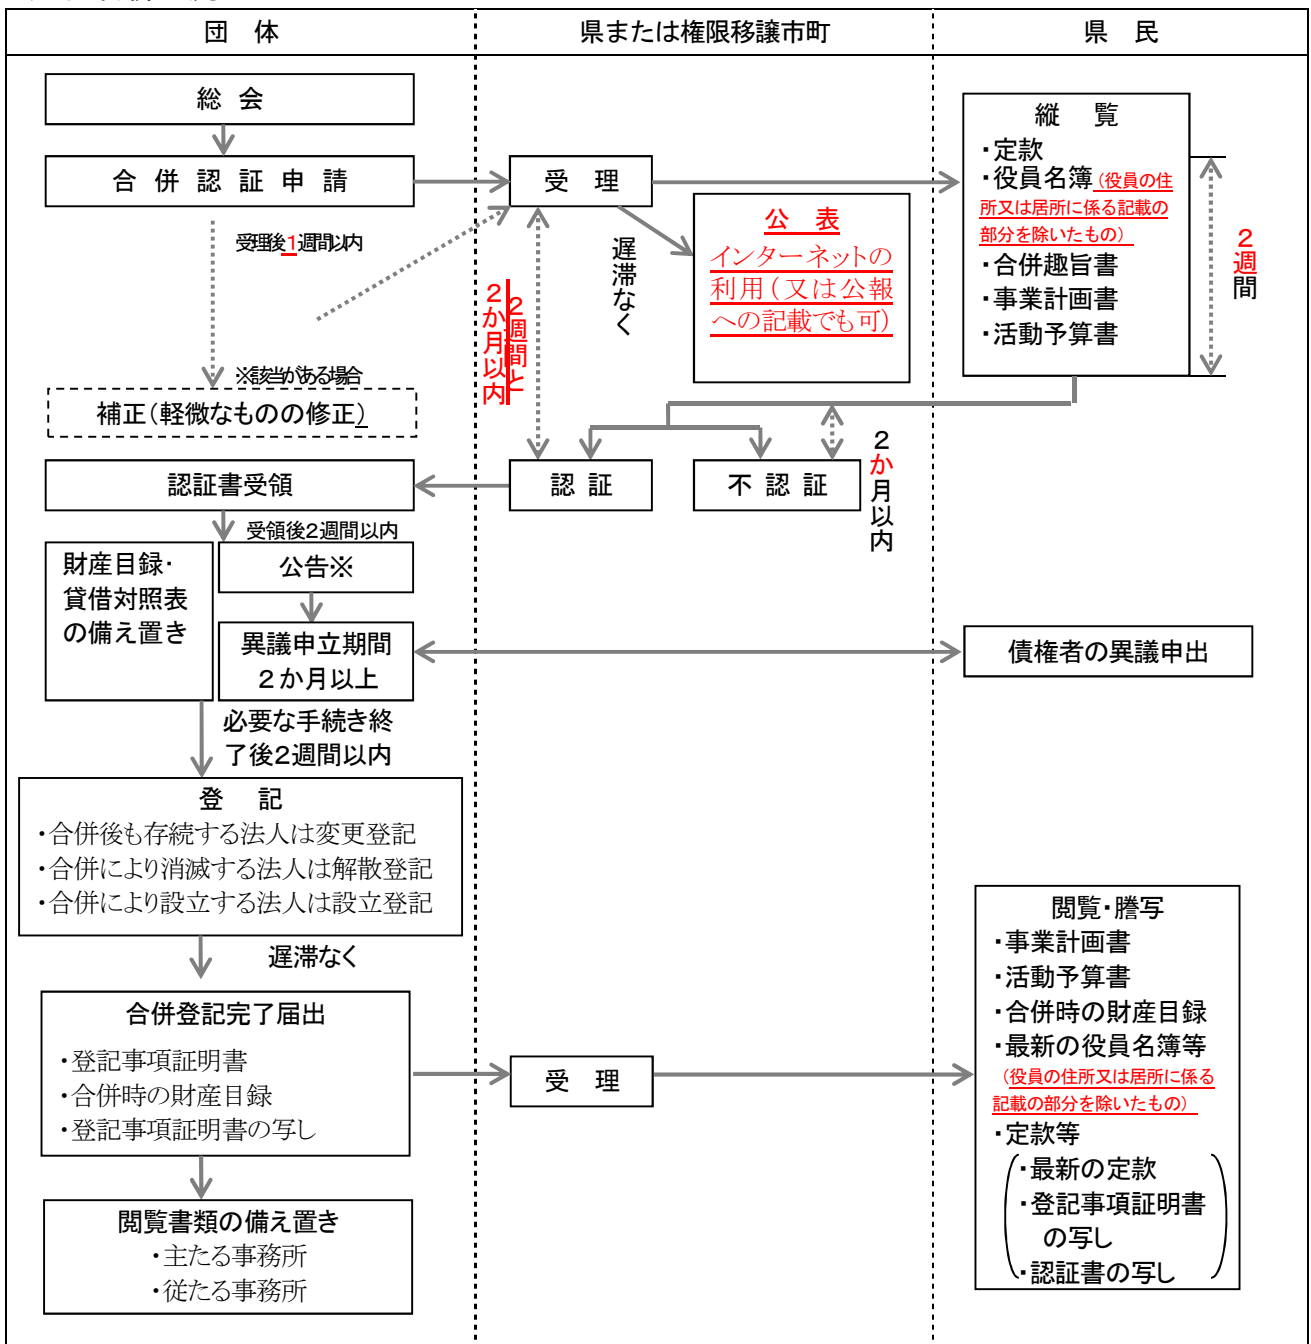 団　体
県または権限移譲市町
県　民
総　会
合　併　認　証　申　請
受　理
縦　覧
・定款
・役員名簿（役員の住
所又は居所に係る記載の
部分を除いたもの）
・合併趣旨書
・事業計画書
・活動予算書
2週間
公　表
インターネットの
利用（又は公報
への記載でも可）
遅滞なく
受理後1週間以内
2週間と
2か月以内
※該当がある場合
補正（軽微なものの修正）
認証書受領
認　証
不　認　証
2か月以内
受領後2週間以内
財産目録・
貸借対照表
の備え置き
公告※
異議申立期間
2か月以上
債権者の異議申出
必要な手続き終
了後2週間以内
登　記
・合併後も存続する法人は変更登記
・合併により消滅する法人は解散登記
・合併により設立する法人は設立登記
遅滞なく
合併登記完了届出
・登記事項証明書
・合併時の財産目録
・登記事項証明書の写し
受　理
閲覧・謄写
・事業計画書
・活動予算書
・合併時の財産目録
・最新の役員名簿等
（役員の住所又は居所に係る
記載の部分を除いたもの）
・定款等
・最新の定款
・登記事項証明書
の写し
・認証書の写し
閲覧書類の備え置き
・主たる事務所
・従たる事務所